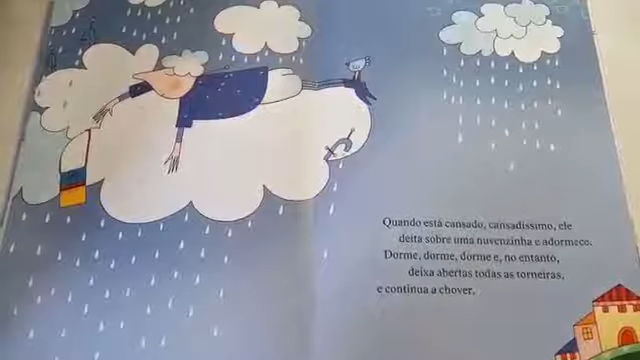 Quando está cansado, cansadíssimo, ele
deita sobre uma nuvenzinha e adormece.
Dorme, dorme, dorme e, no entanto,
deixa abertas todas as torneiras,
e continua a chover.